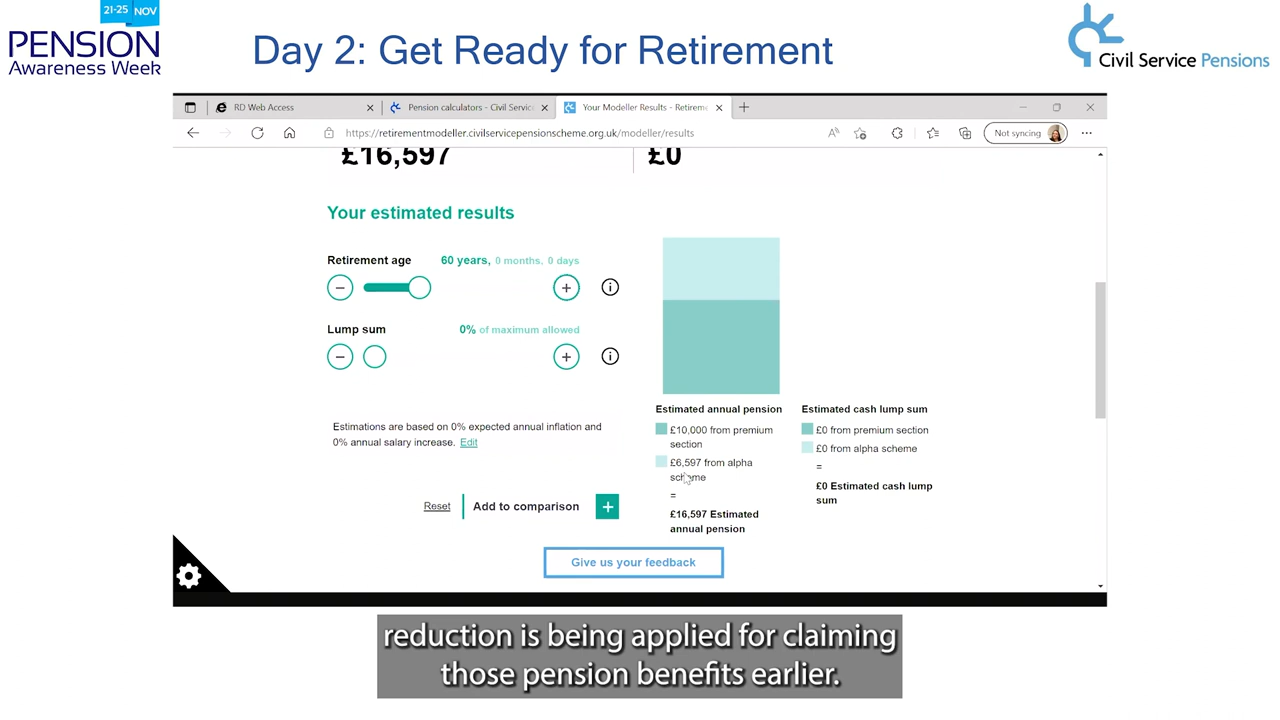 21-25 NOV
PENSION
Awareness Week
Day 2: Get Ready for Retirement
Civil Service Pensions
RD Web Access
Pension calculators - Civil Service
Your Modeller Results - Retireme
https://retirementmodeller.civilservicepensionscheme.org.uk/modeller/results
Not syncing
£16,597
£0
Your estimated results
Retirement age
60 years, 0 months, 0 days
Lump sum
0% of maximum allowed
Estimations are based on 0% expected annual inflation and
0% annual salary increase. Edit
Reset
Add to comparison
Estimated annual pension
£10,000 from premium
section
£6,597 from alpha
scheme
=
£16,597 Estimated
annual pension
Estimated cash lump sum
£0 from premium section
£0 from alpha scheme
=
£0 Estimated cash lump
sum
Give us your feedback
reduction is being applied for claiming
those pension benefits earlier.